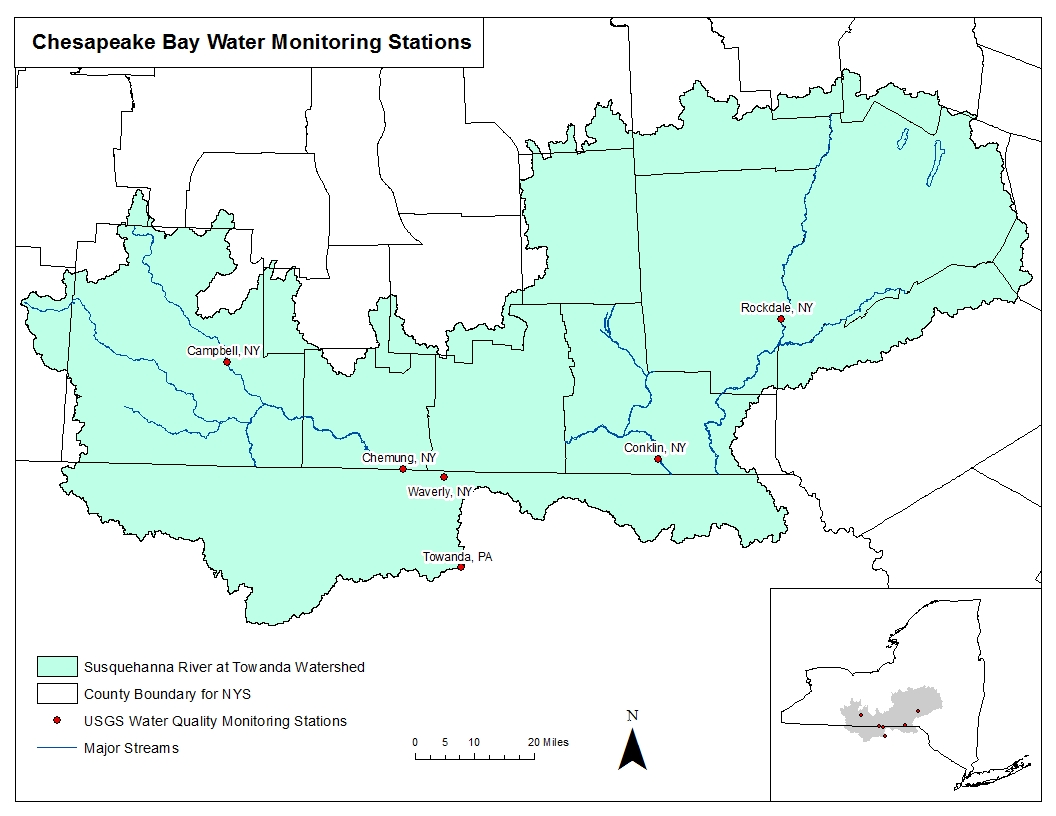 Chesapeake Bay Water Monitoring Stations
Rockdale, NY
Campbell, NY
Conklin, NY
Chemung, NY
Waverly, NY
Towanda, PA
Susquehanna River at Towanda Watershed
County Boundary for NYS
USGS Water Quality Monitoring Stations
Major Streams
0 5 10 20 Miles
N